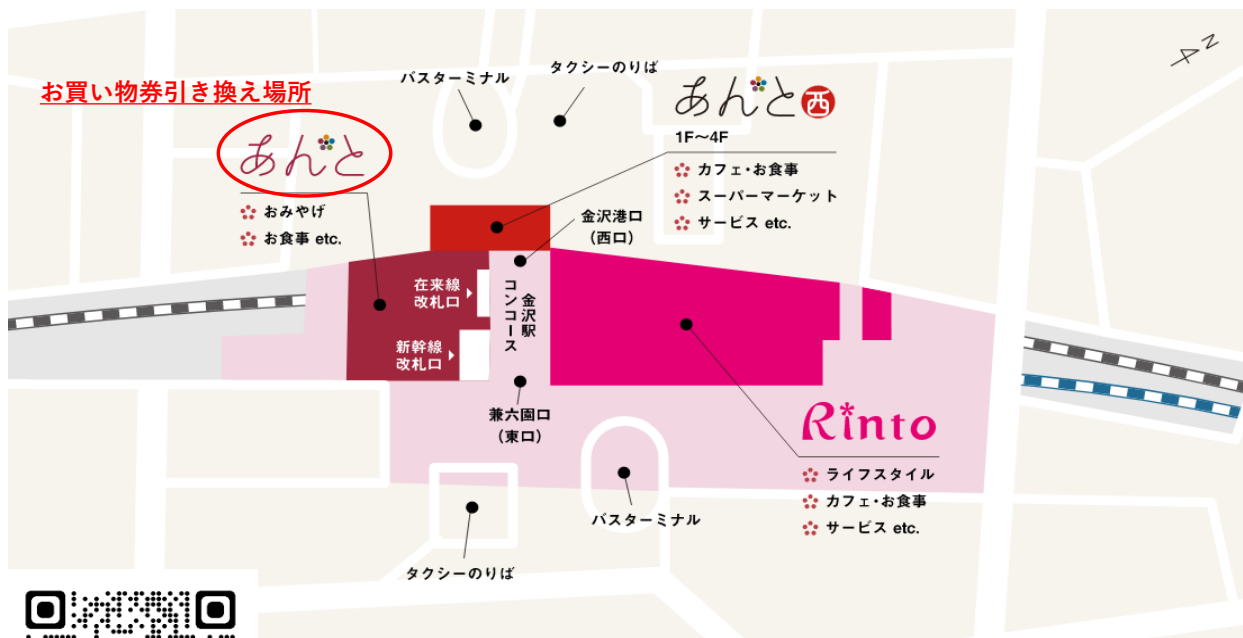 お買い物券引き換え場所
あんと
おみやげ
お食事 etc.
バスターミナル
タクシーのりば
あんと西
1F〜4F
カフェ・お食事
スーパーマーケット
サービス etc.
N
金沢港口
(西口)
在来線
改札口
新幹線
改札口
金沢駅
コンコース
兼六園口
(東口)
Rinto
ライフスタイル
カフェ・お食事
サービス etc.
バスターミナル
タクシーのりば